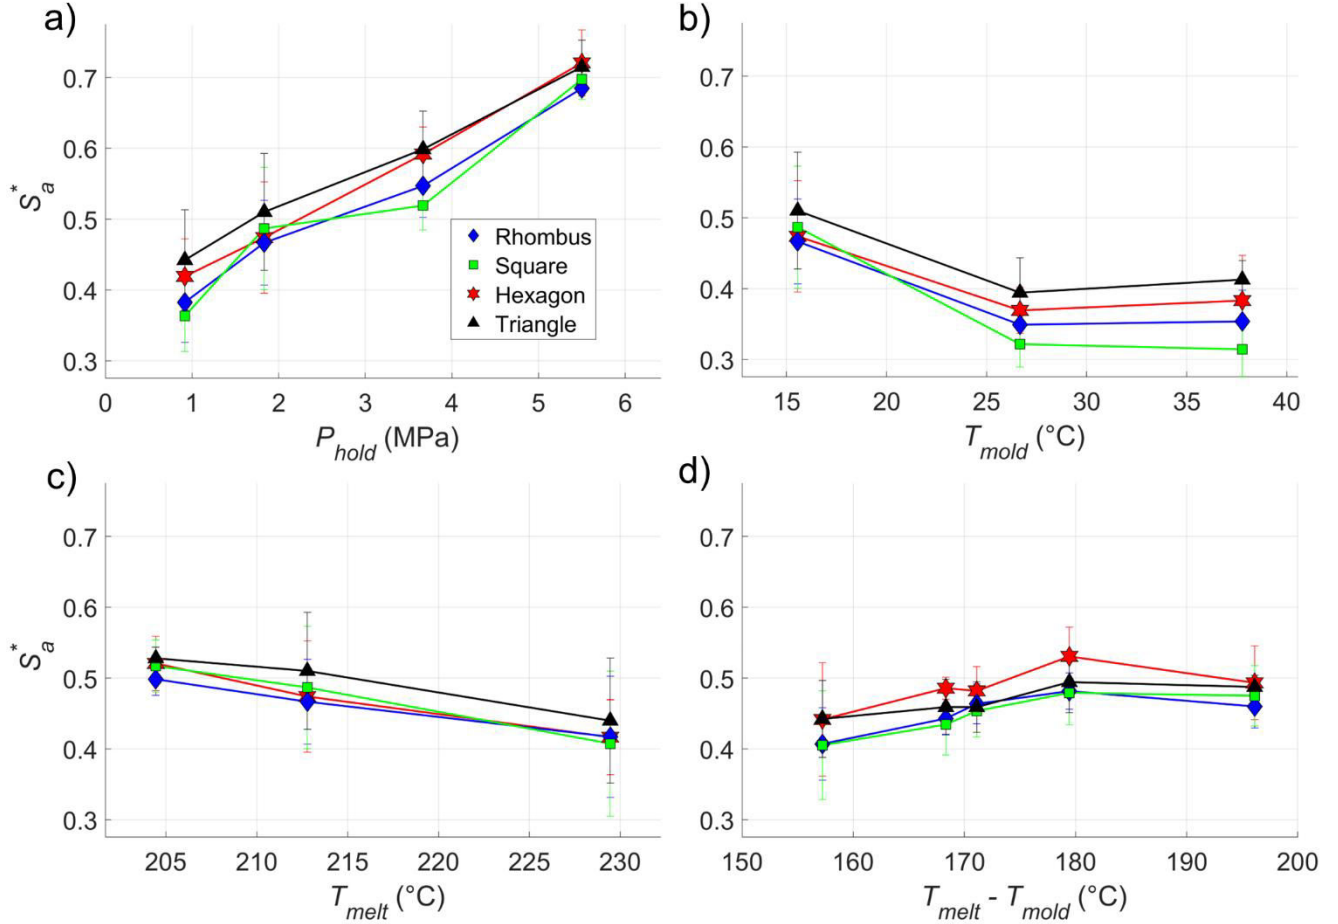 a)
0.7
0.6
0.5
0.4
0.3
S*a
0 1 2 3 4 5 6
Phold (MPa)
Rhombus
Square
Hexagon
Triangle
b)
0.7
0.6
0.5
0.4
0.3
15 20 25 30 35 40
Tmold (°C)
c)
0.7
0.6
0.5
0.4
0.3
S*a
205 210 215 220 225 230
Tmelt (°C)
d)
0.7
0.6
0.5
0.4
0.3
150 160 170 180 190 200
Tmelt - Tmold (°C)